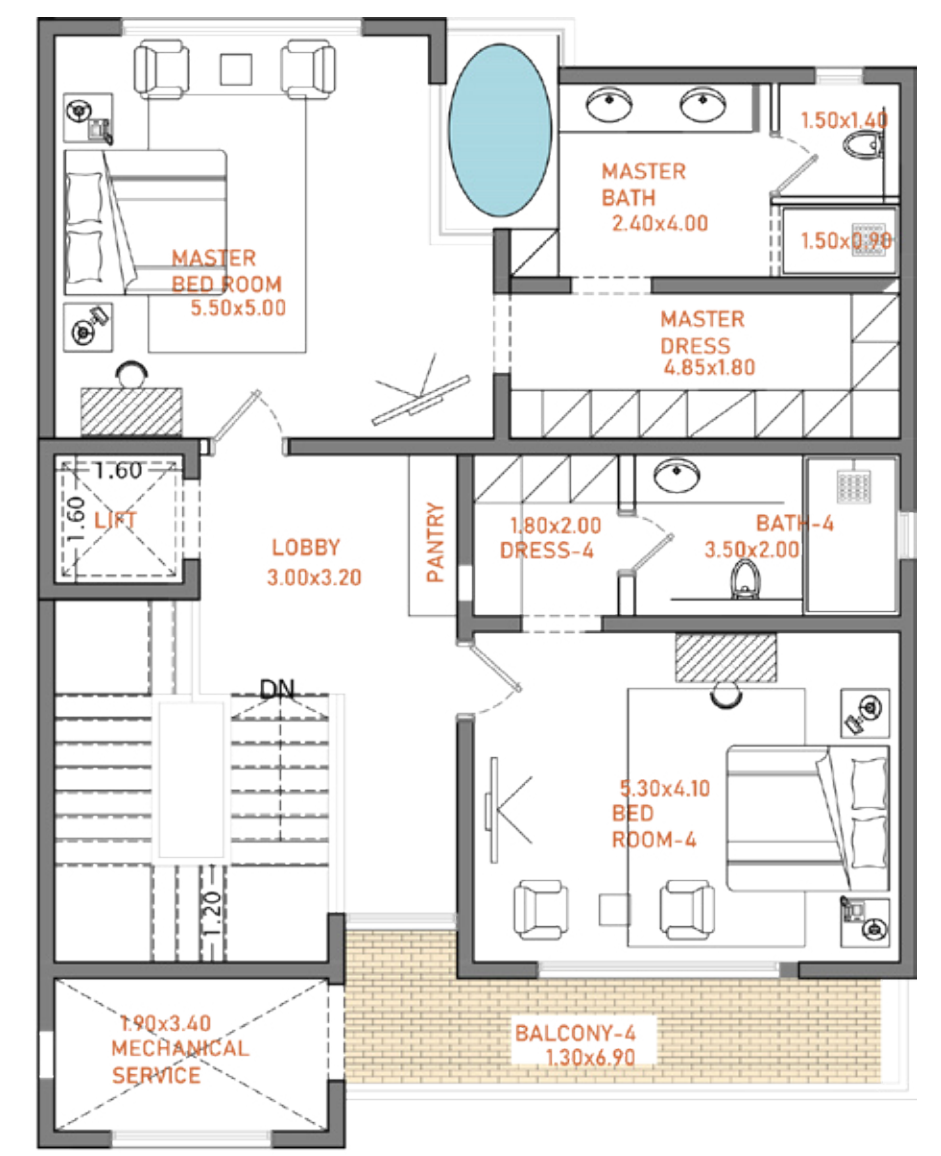 1.50x1.40
MASTER
BATH
2.40x4.00
1.50x0.90
MASTER
BED ROOM
5.50x5.00
MASTER
DRESS
4.85x1.80
1.60
1.60
LIFT
LOBBY
3.00x3.20
PANTRY
1.80x2.00
DRESS-4
BATH-4
3.50x2.00
DN
5.30x4.10
BED
ROOM-4
1.20
1.90x3.40
MECHANICAL
SERVICE
BALCONY-4
1.30x6.90